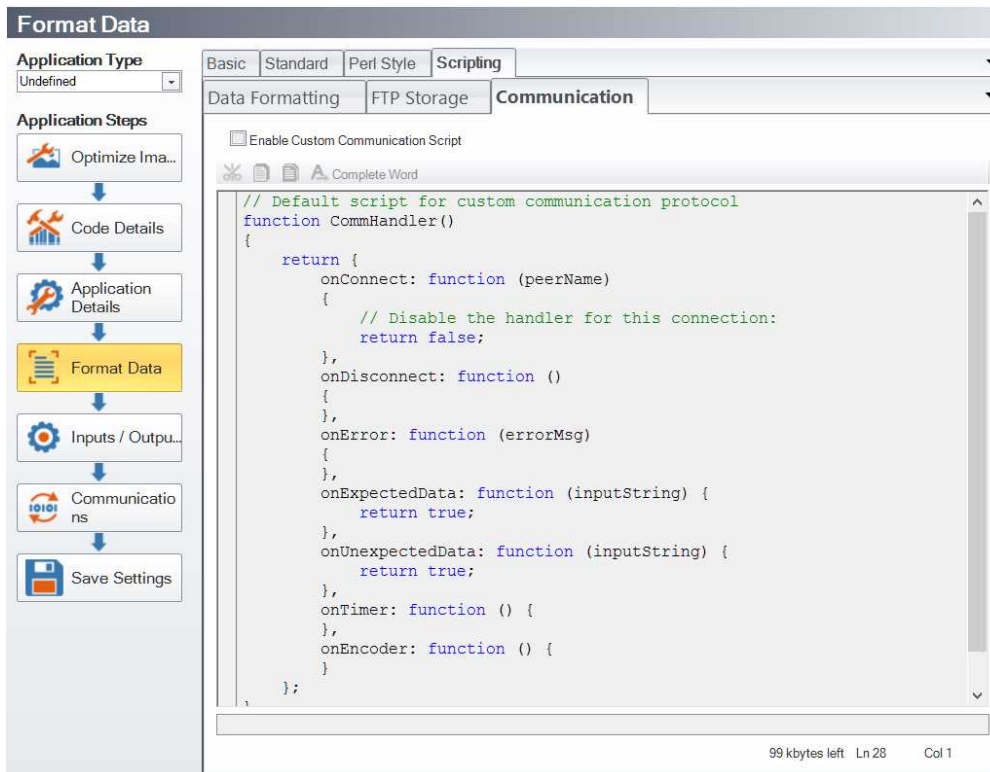 Format Data
Application Type
Undefined
Application Steps
Optimize Ima...
Code Details
Application
Details
Format Data
Inputs / Outpu...
Communicatio
ns
Save Settings
Basic Standard Perl Style Scripting
Data Formatting FTP Storage Communication
Enable Custom Communication Script
Complete Word
// Default script for custom communication protocol
function CommHandler()
{
    return {
        onConnect: function (peerName)
        {
            // Disable the handler for this connection:
            return false;
        },
        onDisconnect: function ()
        {
        },
        onError: function (errorMsg)
        {
        },
        onExpectedData: function (inputString) {
            return true;
        },
        onUnexpectedData: function (inputString) {
            return true;
        },
        onTimer: function () {
        },
        onEncoder: function () {
        }
    };
}
99 kbytes left Ln 28 Col 1